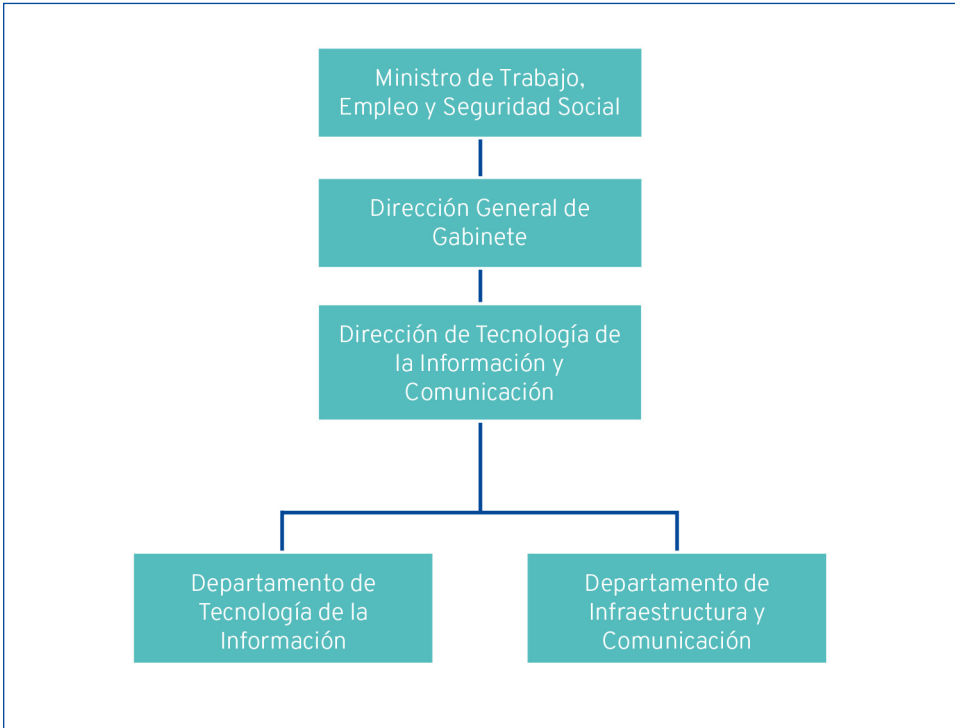 Ministro de Trabajo,
Empleo y Seguridad Social
Dirección General de
Gabinete
Dirección de Tecnología de
la Información y
Comunicación
Departamento de
Tecnología de la
Información
Departamento de
Infraestructura y
Comunicación